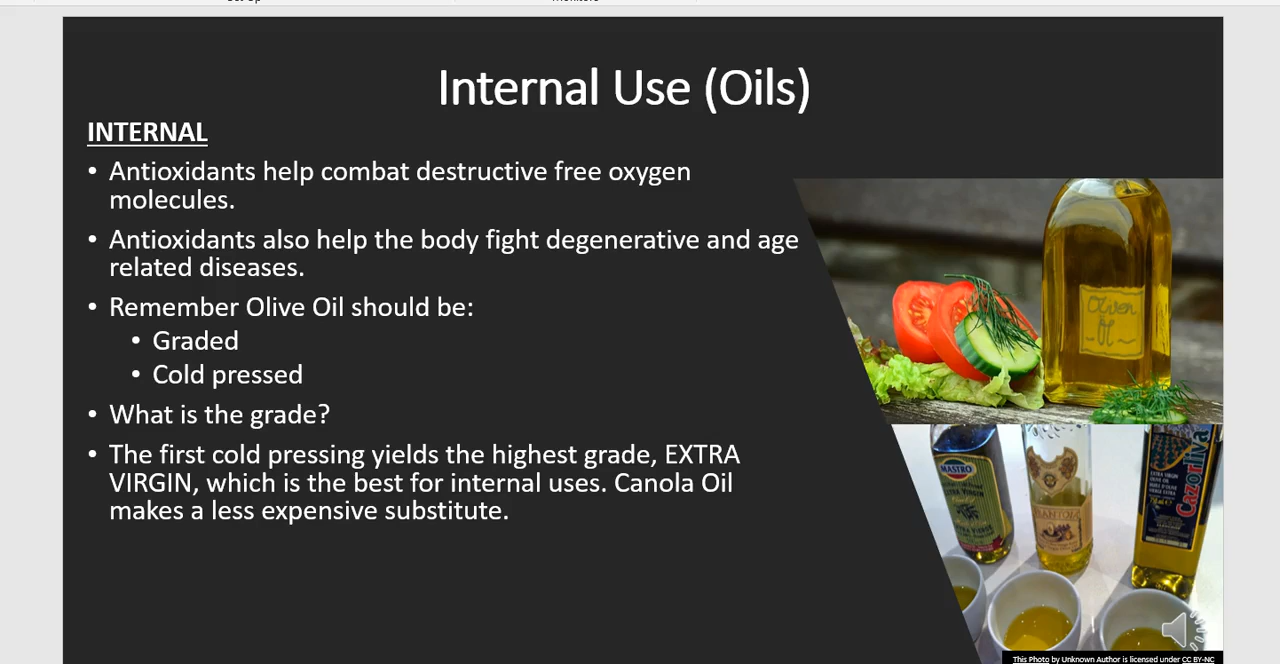 Internal Use (Oils)
INTERNAL
• Antioxidants help combat destructive free oxygen
molecules.
• Antioxidants also help the body fight degenerative and age
related diseases.
• Remember Olive Oil should be:
• Graded
• Cold pressed
• What is the grade?
• The first cold pressing yields the highest grade, EXTRA
VIRGIN, which is the best for internal uses. Canola Oil
makes a less expensive substitute.
MASTRO
Cazorliva
This Photo by Unknown Author is licensed under CC BY-NC